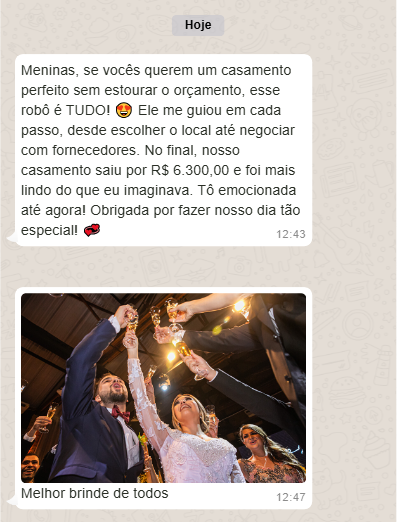 Hoje
Meninas, se vocês querem um casamento
perfeito sem estourar o orçamento, esse
robô é TUDO! 🤩 Ele me guiou em cada
passo, desde escolher o local até negociar
com fornecedores. No final, nosso
casamento saiu por R$ 6.300,00 e foi mais
lindo do que eu imaginava. Tô emocionada
até agora! Obrigada por fazer nosso dia tão
especial! 💞
12:43
Melhor brinde de todos
12:47